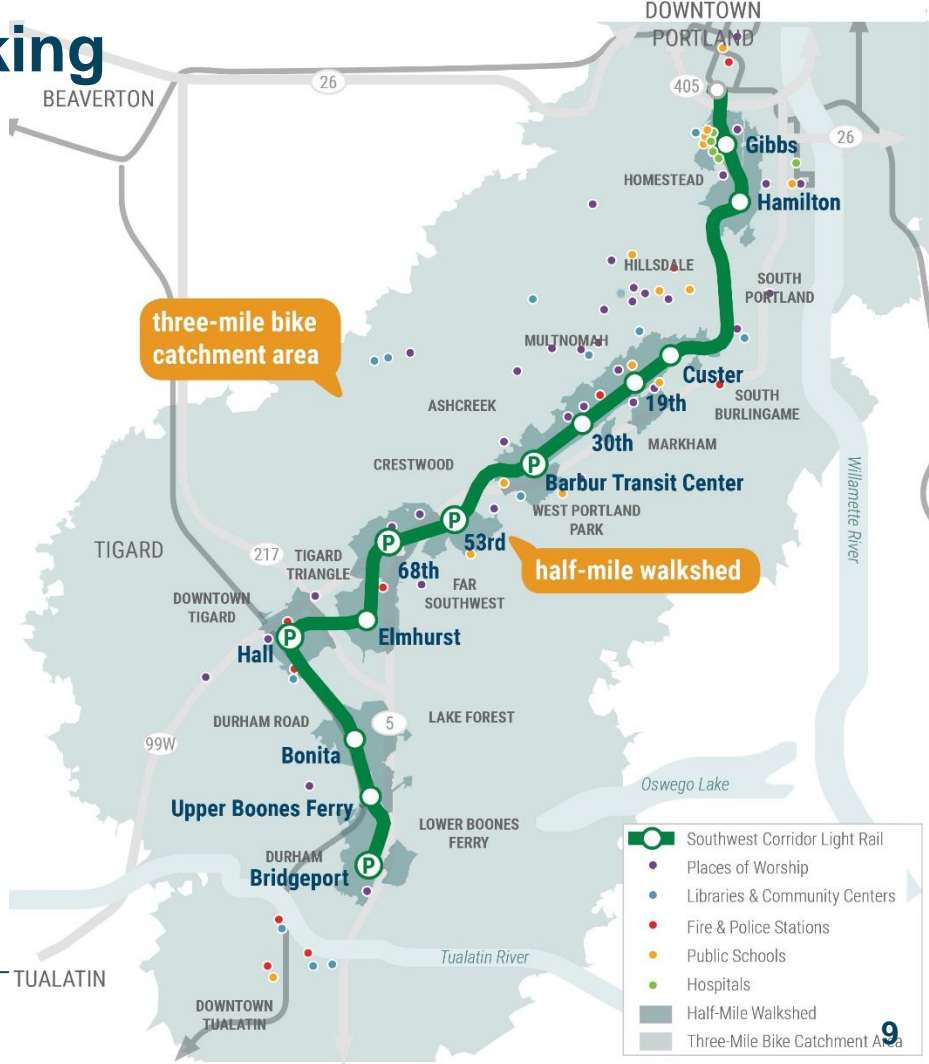 king
DOWNTOWN
PORTLAND
BEAVERTON
26
405
26
Gibbs
HOMESTEAD
Hamilton
HILLSDALE
SOUTH
PORTLAND
three-mile bike
catchment area
MULTNOMAH
Custer
19th
SOUTH
BURLINGAME
ASHCREEK
30th
MARKHAM
CRESTWOOD
Barbur Transit Center
WEST PORTLAND
PARK
Willamette River
TIGARD
217
TIGARD
TRIANGLE
53rd
68th
half-mile walkshed
FAR
SOUTHWEST
DOWNTOWN
TIGARD
Elmhurst
Hall
DURHAM ROAD
5
LAKE FOREST
99W
Bonita
Oswego Lake
Upper Boones Ferry
LOWER BOONES
FERRY
DURHAM
Bridgeport
P
P
P
P
P
Tualatin River
TUALATIN
DOWNTOWN
TUALATIN
Southwest Corridor Light Rail
Places of Worship
Libraries & Community Centers
Fire & Police Stations
Public Schools
Hospitals
Half-Mile Walkshed
Three-Mile Bike Catchment Area
9